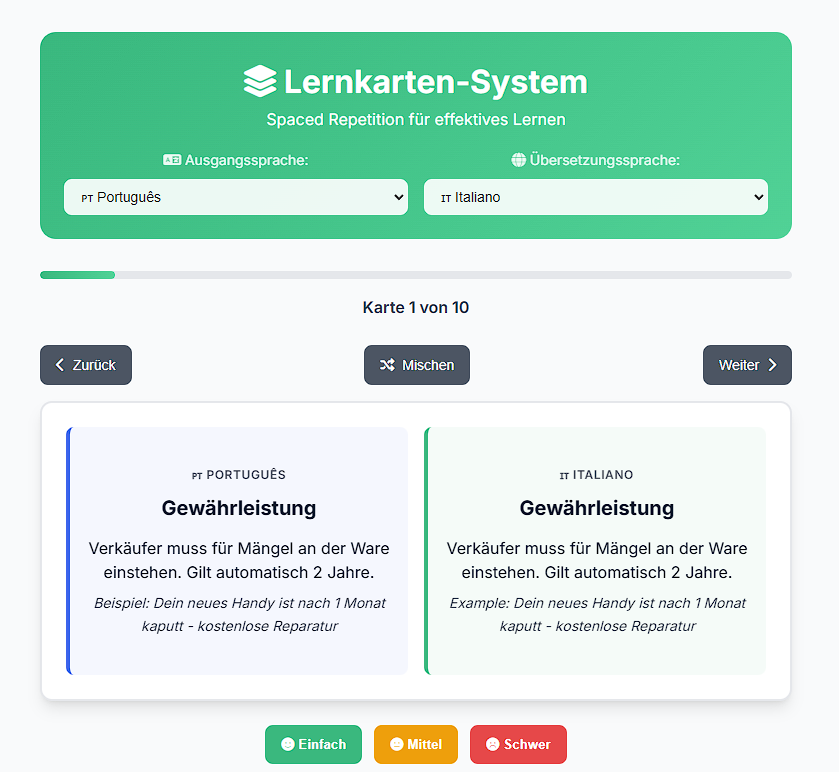 Lernkarten-System
Spaced Repetition für effektives Lernen
Ausgangssprache:
Übersetzungssprache:
PT Português
IT Italiano
Karte 1 von 10
Zurück
Mischen
Weiter
PT PORTUGUÊS
Gewährleistung
Verkäufer muss für Mängel an der Ware
einstehen. Gilt automatisch 2 Jahre.
Beispiel: Dein neues Handy ist nach 1 Monat
kaputt - kostenlose Reparatur
IT ITALIANO
Gewährleistung
Verkäufer muss für Mängel an der Ware
einstehen. Gilt automatisch 2 Jahre.
Example: Dein neues Handy ist nach 1 Monat
kaputt - kostenlose Reparatur
Einfach
Mittel
Schwer